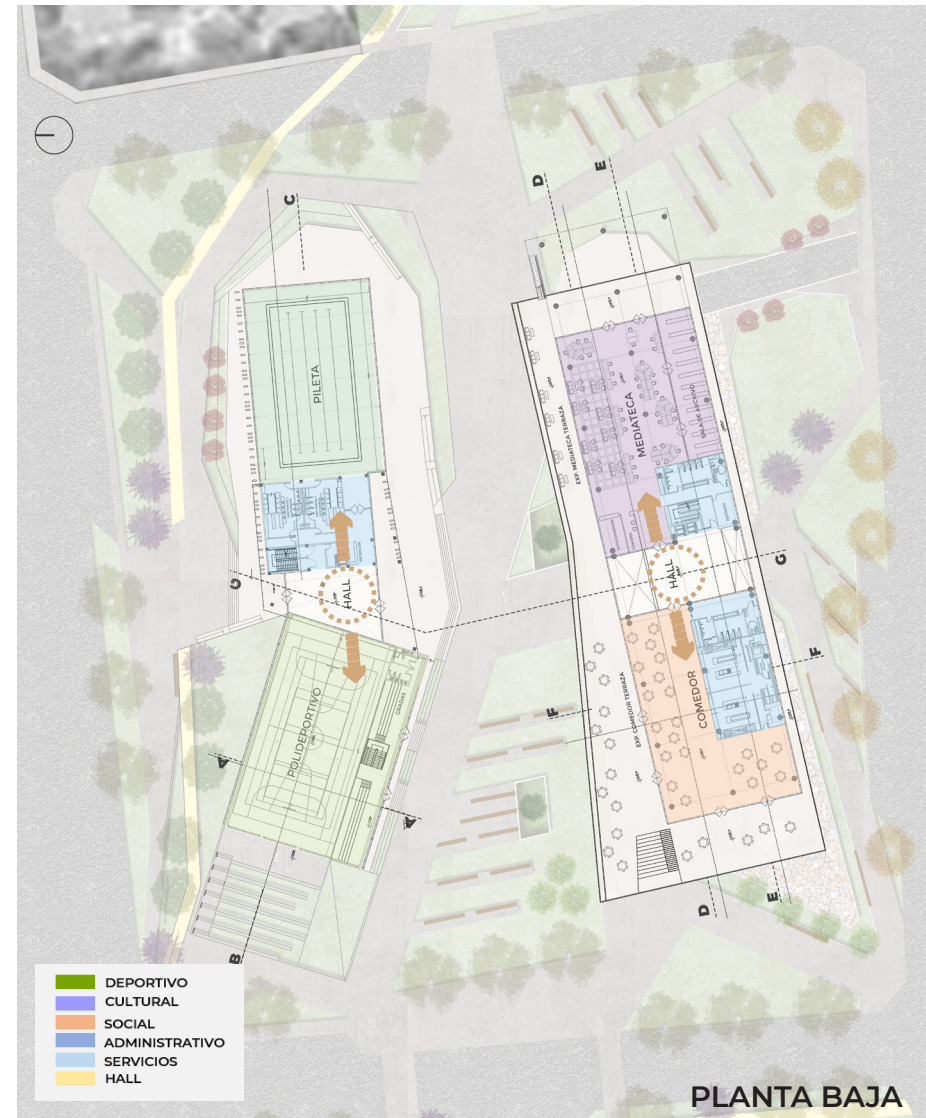 C
D
E
PILETA
EXP. MEDIATECA TERRAZA
MEDIATECA
SALA DE ARCHIVO
G
HALL
HALL
G
POLIDEPORTIVO
GRADAS
EXP. COMEDOR TERRAZA
COMEDOR
F
F
A
A
B
D
E
DEPORTIVO
CULTURAL
SOCIAL
ADMINISTRATIVO
SERVICIOS
HALL
PLANTA BAJA